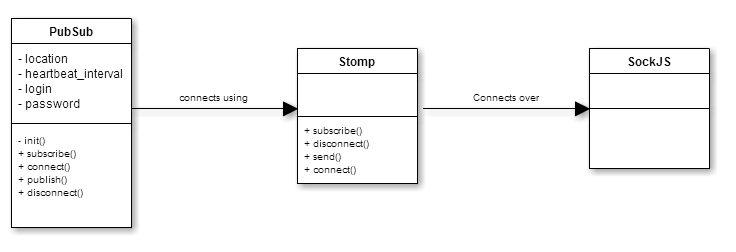 PubSub
- location
- heartbeat_interval
- login
- password
- init()
+ subscribe()
+ connect()
+ publish()
+ disconnect()
connects using
Stomp
+ subscribe()
+ disconnect()
+ send()
+ connect()
Connects over
SockJS